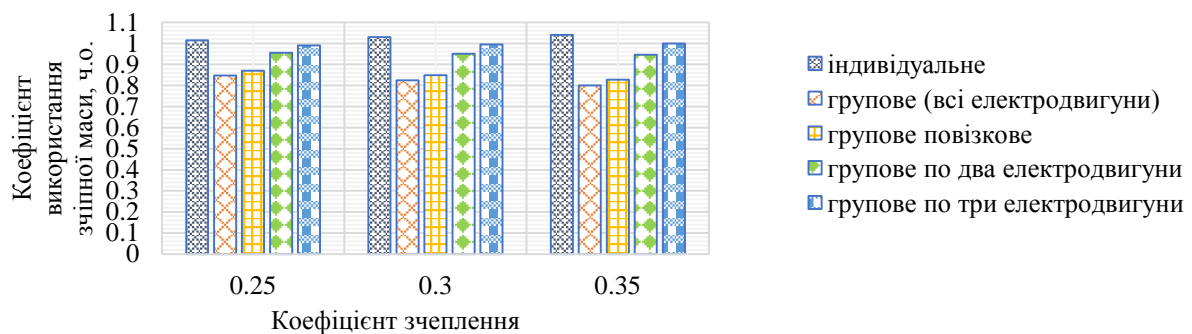 Коефіцієнт
використання
зчіпної маси, ч.о.
1.1
1
0.9
0.8
0.7
0.6
0.5
0.4
0.3
0.2
0.1
0
0.25
0.3
0.35
Коефіцієнт зчеплення
індивідуальне
групове (всі електродвигуни)
групове повізкове
групове по два електродвигуни
групове по три електродвигуни